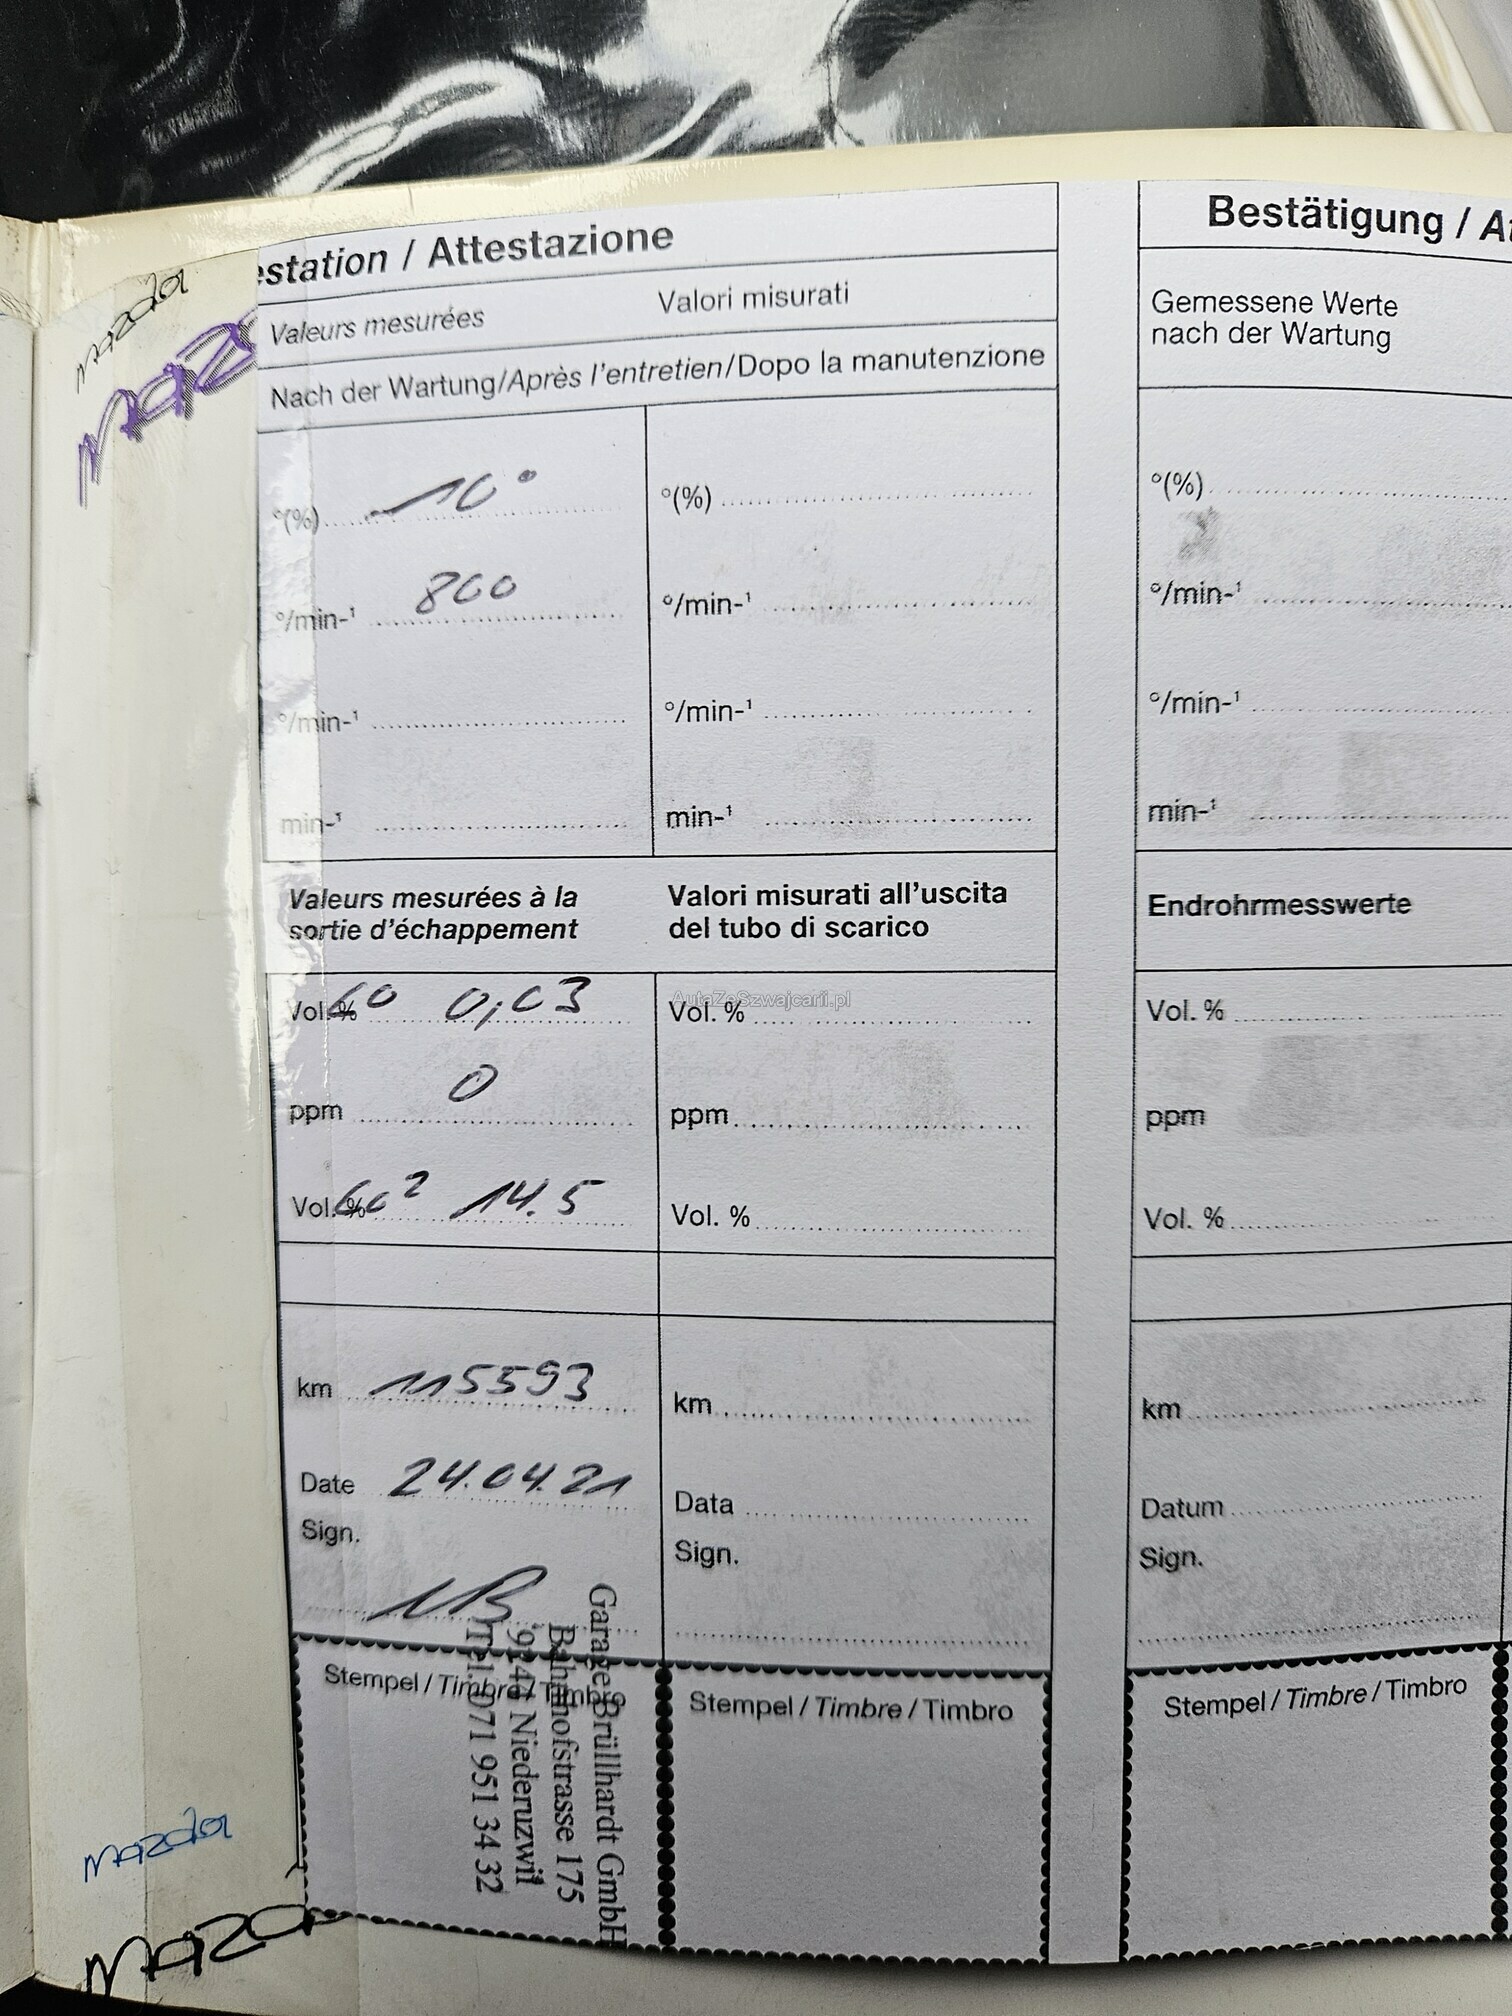 estation / Attestazione
Valeurs mesurées
Valori misurati
Nach der Wartung/Après l'entretien/Dopo la manutenzione
°(%) 10°
°/min-¹ 800
°/min-¹
min-¹
°(%)
°/min-¹
°/min-¹
min-¹
Valeurs mesurées à la
sortie d'échappement
Valori misurati all'uscita
del tubo di scarico
Vol. % CO 0,03
ppm 0
Vol. % CO² 14.5
AutaZeSzwajcarii.pl
Vol. %
ppm
Vol. %
km 115593
Date 24.04.21
Sign.
km
Data
Sign.
Stempel / Timbre / Timbro
Garage Brüllhardt GmbH
Bahnhofstrasse 175
9244 Niederuzwil
Tel. 071 951 34 32
Stempel / Timbre / Timbro
Bestätigung / At
Gemessene Werte
nach der Wartung
°(%)
°/min-¹
°/min-¹
min-¹
Endrohrmesswerte
Vol. %
ppm
Vol. %
km
Datum
Sign.
Stempel / Timbre / Timbro
mazda
maz
mazda
maza